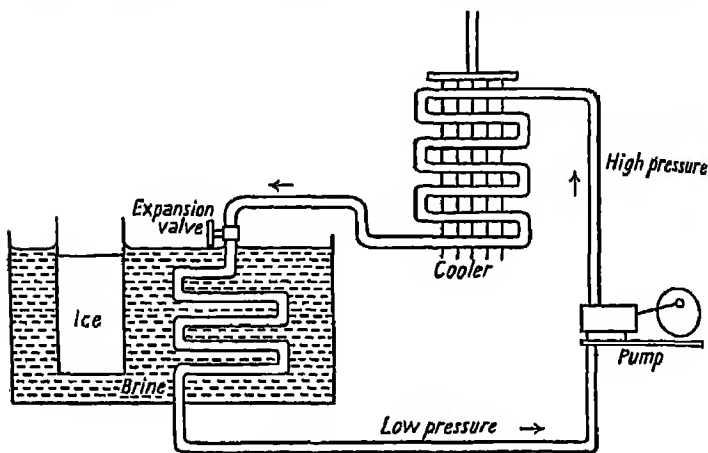 High pressure
Expansion
valve
Cooler
Ice
Pump
Brine
Low pressure